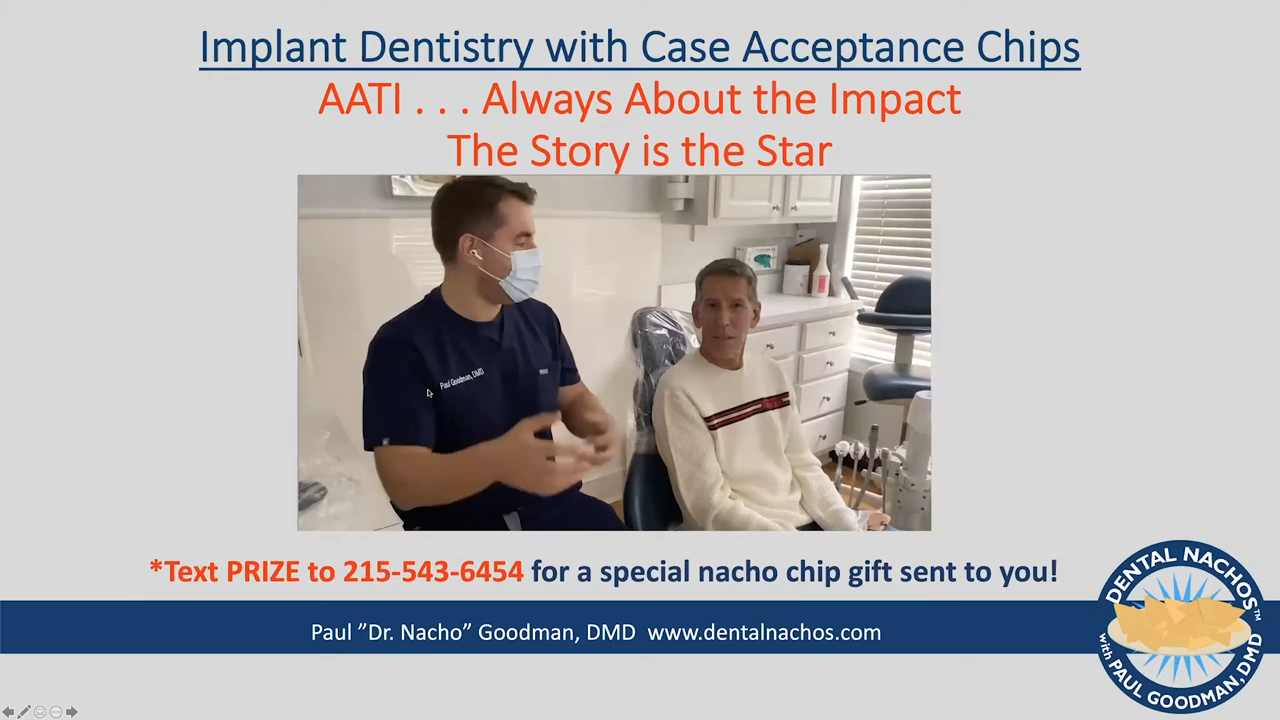 Implant Dentistry with Case Acceptance Chips
AATI . . . Always About the Impact
The Story is the Star
Paul Goodman, DMD
*Text PRIZE to 215-543-6454 for a special nacho chip gift sent to you!
Paul ”Dr. Nacho” Goodman, DMD www.dentalnachos.com
DENTAL NACHOS™
with PAUL GOODMAN, DMD